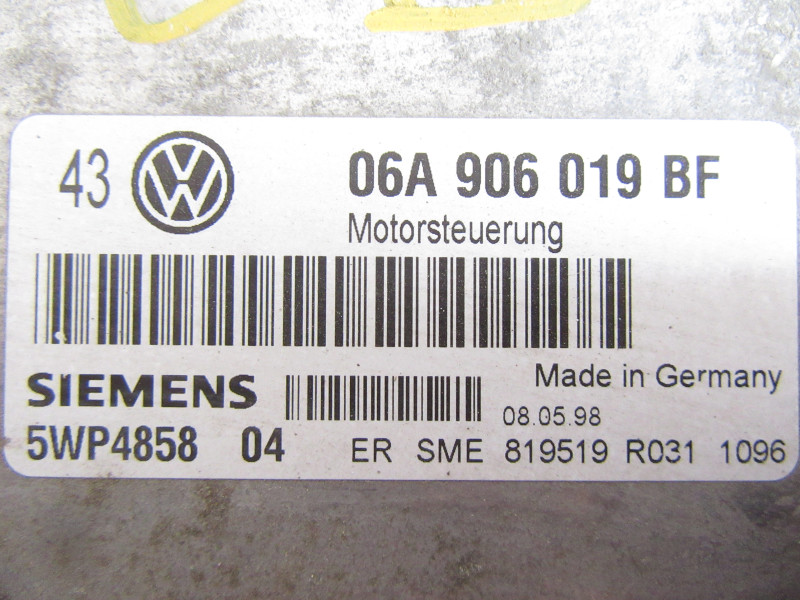 43 VW 06A 906 019 BF
Motorsteuerung
SIEMENS Made in Germany
08.05.98
5WP4858 04 ER SME 819519 R031 1096